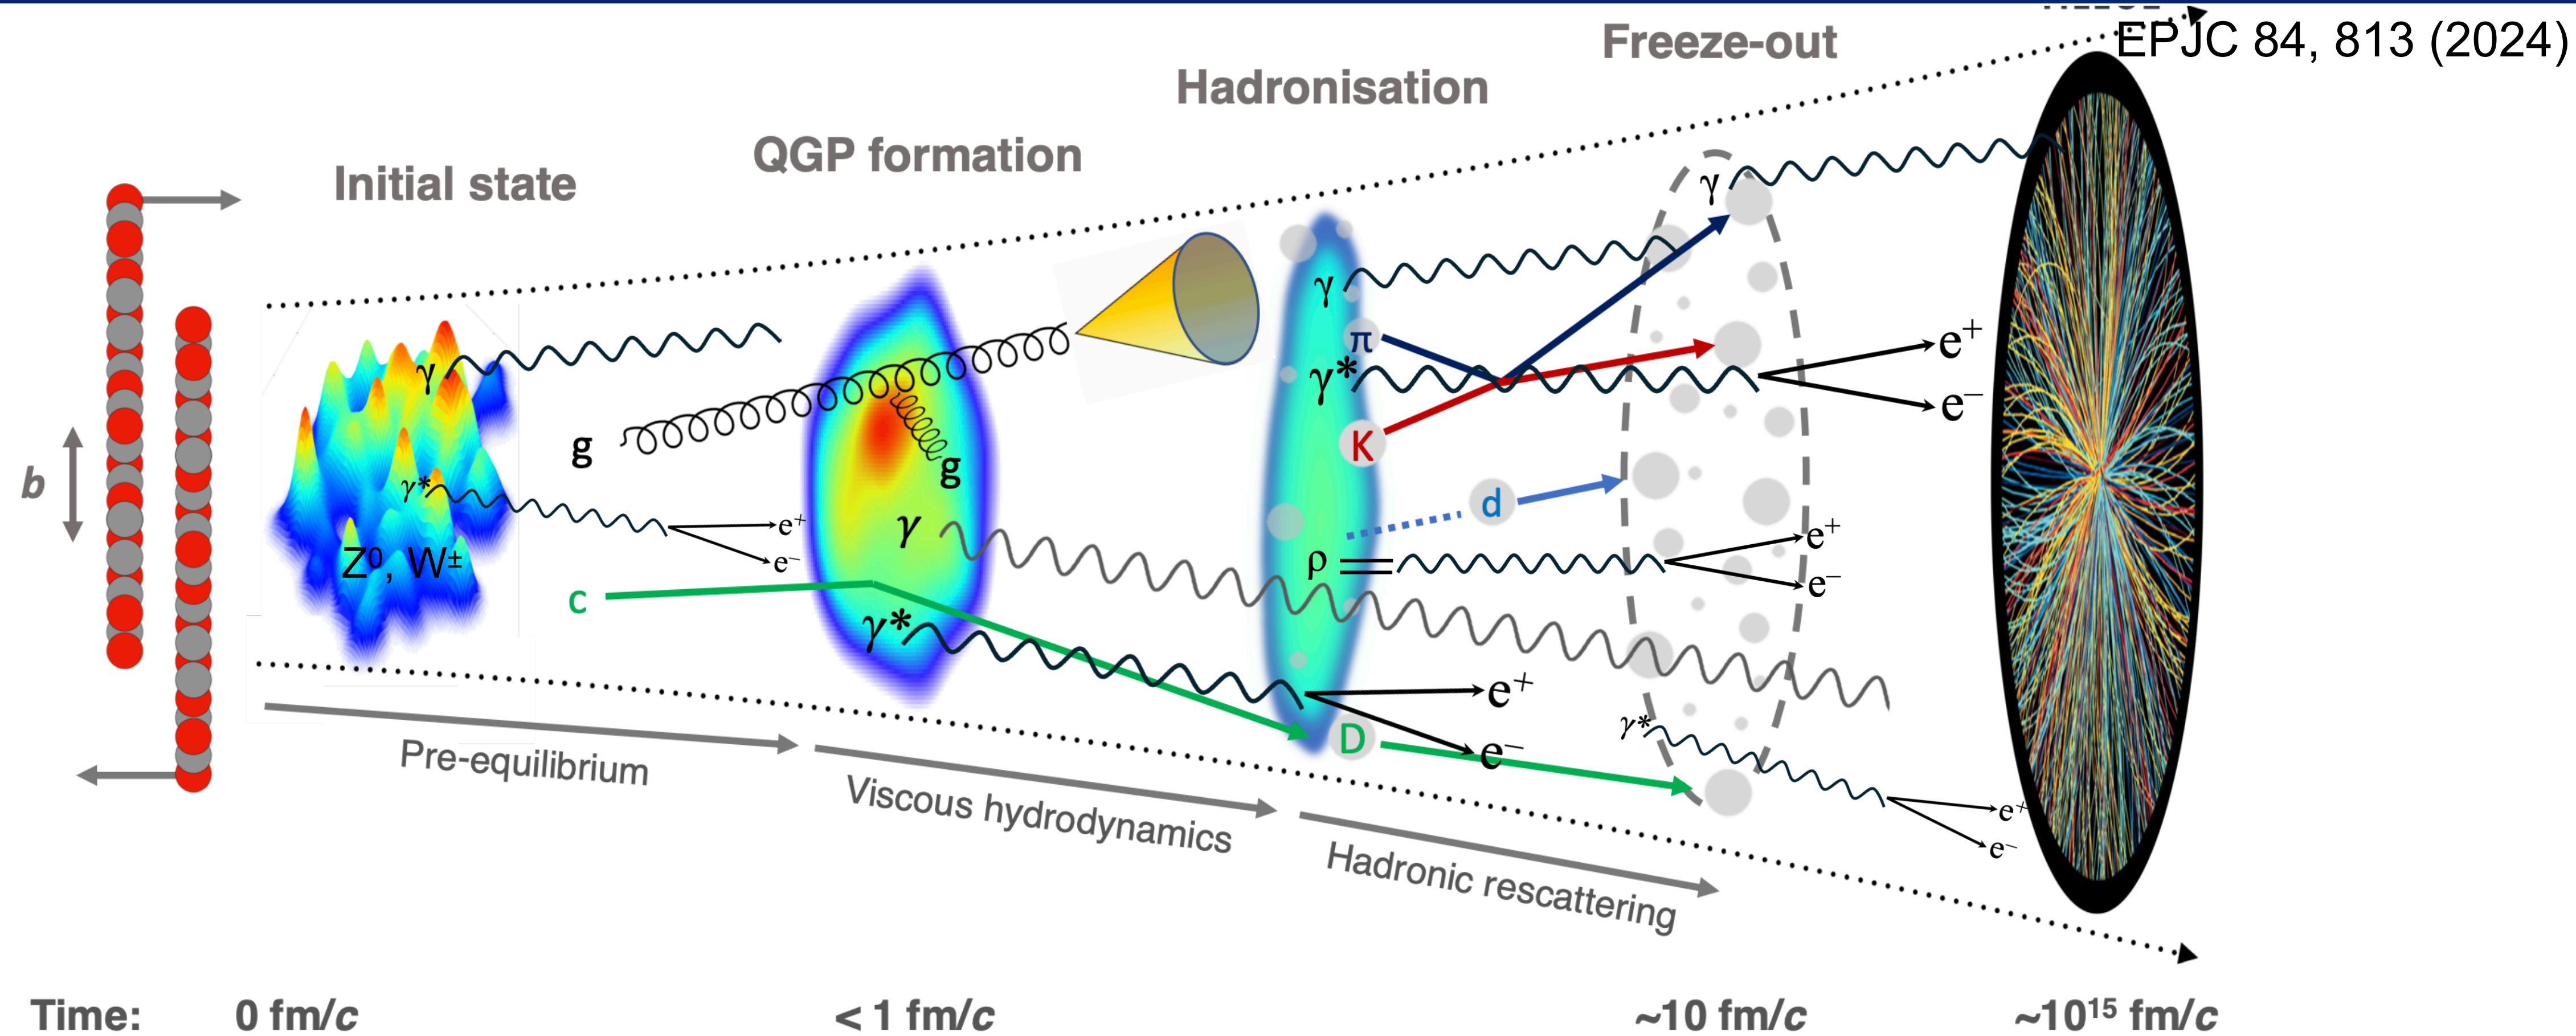 EPJC 84, 813 (2024)
Freeze-out
Hadronisation
QGP formation
Initial state
b
γ
γ*
e⁺
e⁻
Z⁰, W±
g
g
c
γ
γ*
e⁺
e⁻
γ
π
γ*
K
d
ρ
D
γ
e⁺
e⁻
e⁺
e⁻
γ*
e⁺
e⁻
Pre-equilibrium
Viscous hydrodynamics
Hadronic rescattering
Time:
0 fm/c
< 1 fm/c
~10 fm/c
~10¹⁵ fm/c